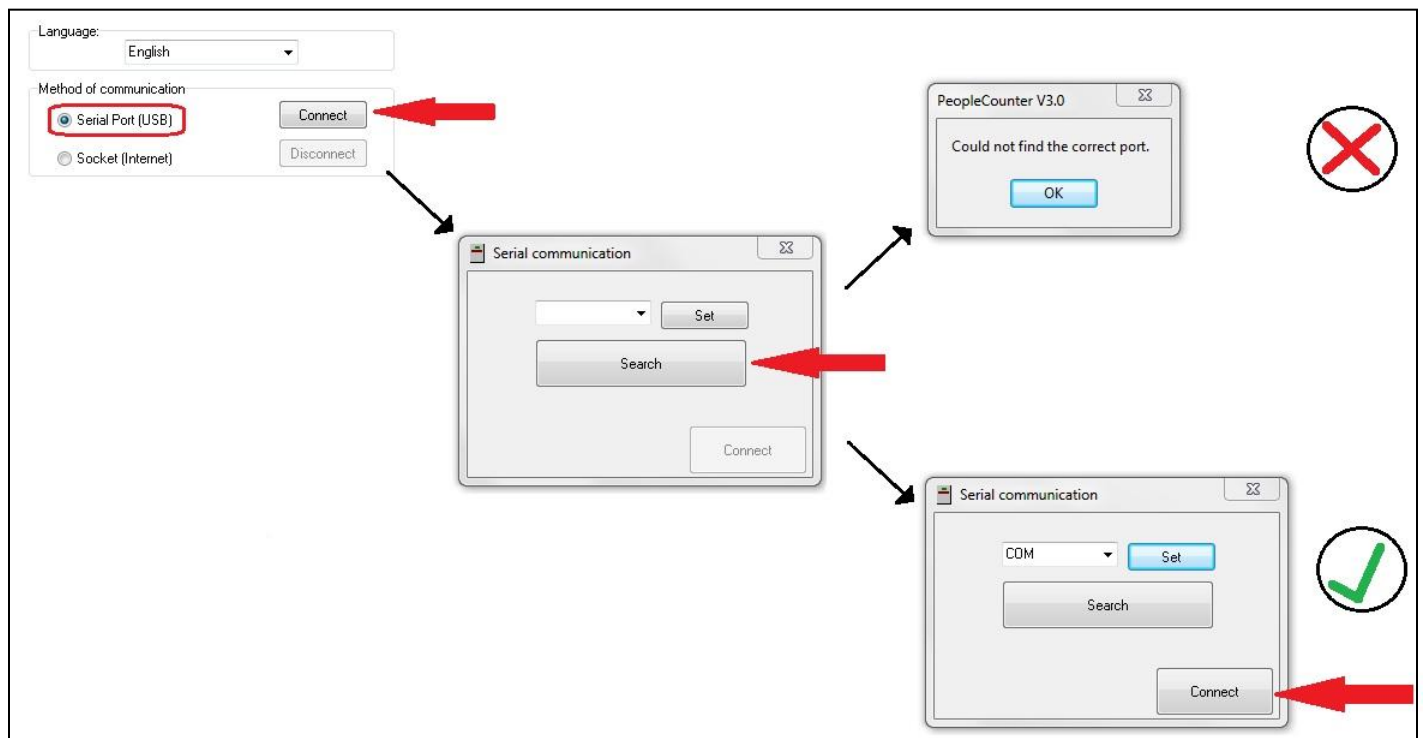 Language:
English
Method of communication
Serial Port (USB)
Connect
Socket (Internet)
Disconnect
PeopleCounter V3.0
Could not find the correct port.
OK
Serial communication
Set
Search
Connect
Serial communication
COM
Set
Search
Connect